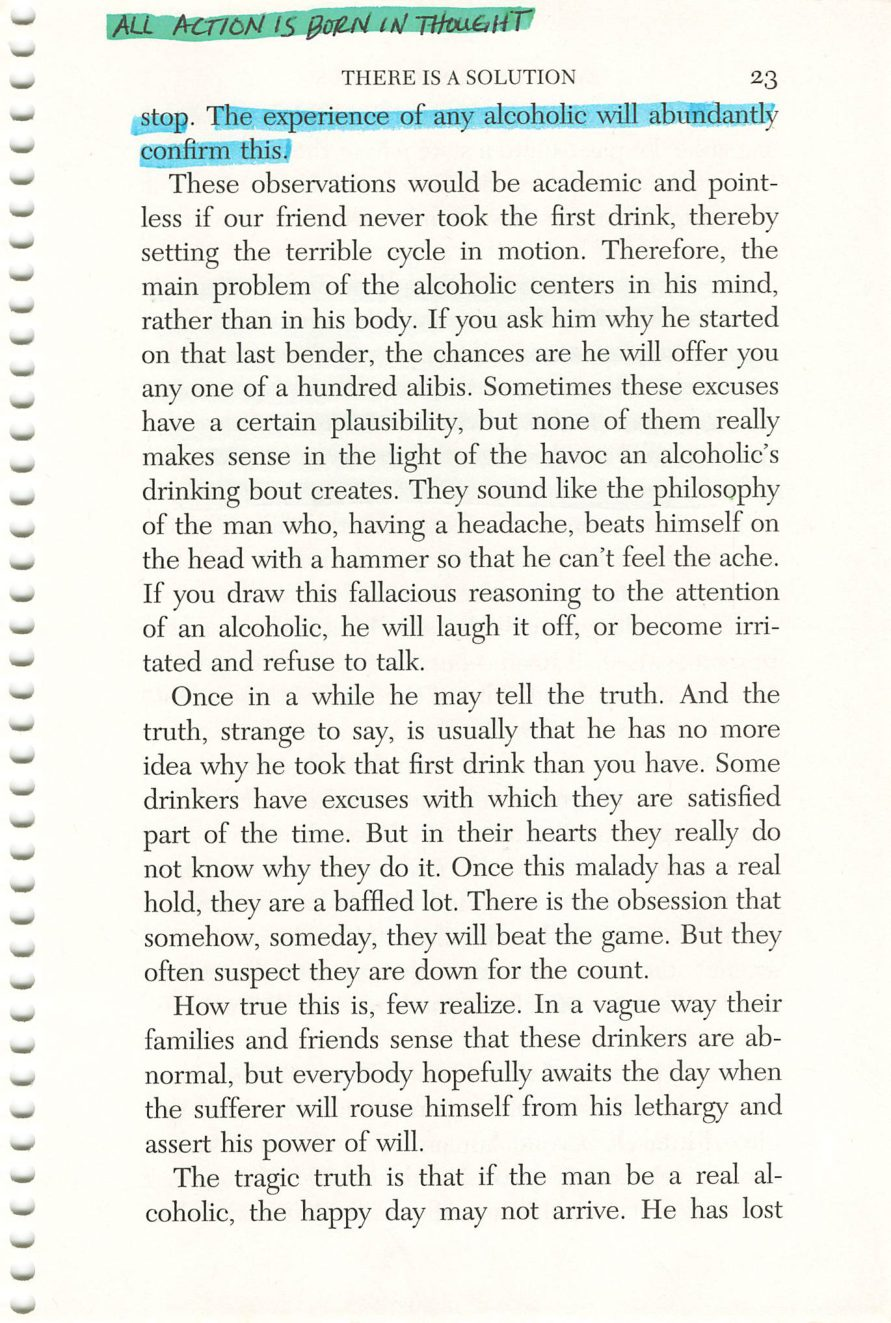 ALL ACTION IS BORN IN THOUGHT
THERE IS A SOLUTION 23
stop. The experience of any alcoholic will abundantly
confirm this.
These observations would be academic and point-
less if our friend never took the first drink, thereby
setting the terrible cycle in motion. Therefore, the
main problem of the alcoholic centers in his mind,
rather than in his body. If you ask him why he started
on that last bender, the chances are he will offer you
any one of a hundred alibis. Sometimes these excuses
have a certain plausibility, but none of them really
makes sense in the light of the havoc an alcoholic’s
drinking bout creates. They sound like the philosophy
of the man who, having a headache, beats himself on
the head with a hammer so that he can’t feel the ache.
If you draw this fallacious reasoning to the attention
of an alcoholic, he will laugh it off, or become irri-
tated and refuse to talk.
Once in a while he may tell the truth. And the
truth, strange to say, is usually that he has no more
idea why he took that first drink than you have. Some
drinkers have excuses with which they are satisfied
part of the time. But in their hearts they really do
not know why they do it. Once this malady has a real
hold, they are a baffled lot. There is the obsession that
somehow, someday, they will beat the game. But they
often suspect they are down for the count.
How true this is, few realize. In a vague way their
families and friends sense that these drinkers are ab-
normal, but everybody hopefully awaits the day when
the sufferer will rouse himself from his lethargy and
assert his power of will.
The tragic truth is that if the man be a real al-
coholic, the happy day may not arrive. He has lost